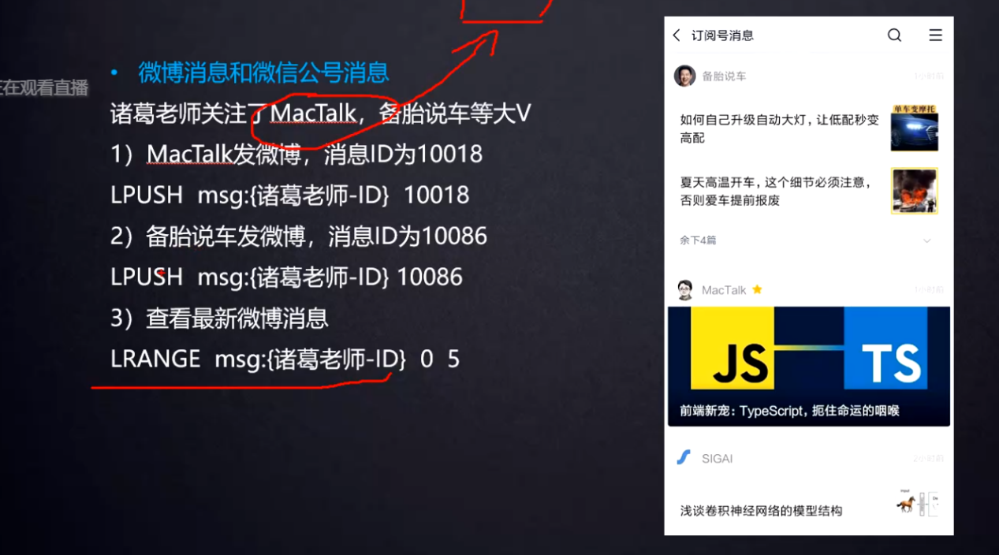 正在观看直播
• 微博消息和微信公号消息
诸葛老师关注了MacTalk，备胎说车等大V
1）MacTalk发微博，消息ID为10018
LPUSH msg:{诸葛老师-ID} 10018
2）备胎说车发微博，消息ID为10086
LPUSH msg:{诸葛老师-ID} 10086
3）查看最新微博消息
LRANGE msg:{诸葛老师-ID} 0 5
订阅号消息
备胎说车
1小时前
如何自己升级自动大灯，让低配秒变
高配
单车变摩托
夏天高温开车，这个细节必须注意，
否则爱车提前报废
余下4篇
MacTalk
1小时前
JS
TS
前端新宠：TypeScript，扼住命运的咽喉
SIGAI
2小时前
浅谈卷积神经网络的模型结构